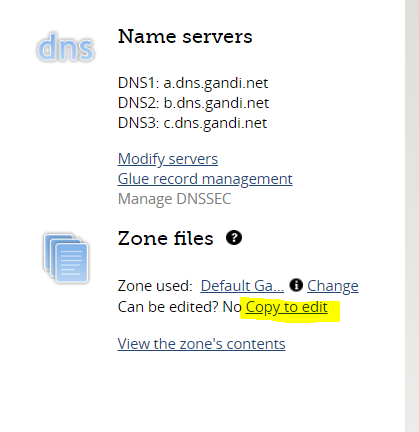 dns
Name servers
DNS1: a.dns.gandi.net
DNS2: b.dns.gandi.net
DNS3: c.dns.gandi.net
Modify servers
Glue record management
Manage DNSSEC
Zone files ?
Zone used: Default Ga... i Change
Can be edited? No Copy to edit
View the zone's contents